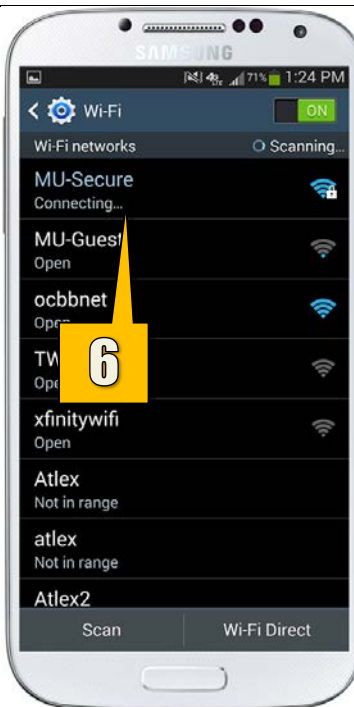 SAMSUNG
71% 1:24 PM
Wi-Fi ON
Wi-Fi networks Scanning...
MU-Secure
Connecting...
MU-Guest
Open
ocbbnet
Open
6
xfinitywifi
Open
Atlex
Not in range
atlex
Not in range
Atlex2
Scan Wi-Fi Direct